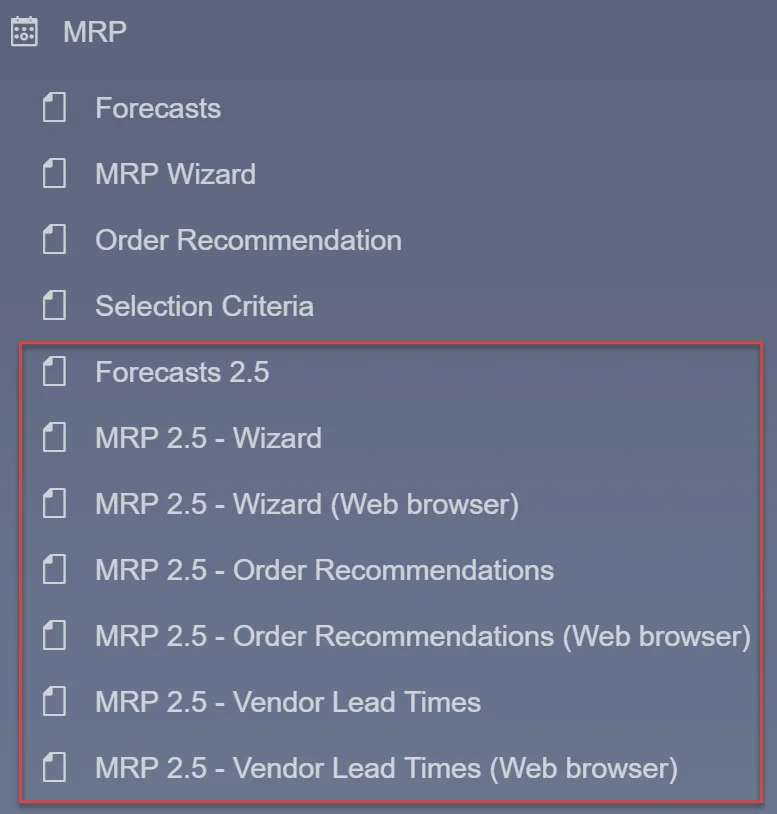 MRP
Forecasts
MRP Wizard
Order Recommendation
Selection Criteria
Forecasts 2.5
MRP 2.5 - Wizard
MRP 2.5 - Wizard (Web browser)
MRP 2.5 - Order Recommendations
MRP 2.5 - Order Recommendations (Web browser)
MRP 2.5 - Vendor Lead Times
MRP 2.5 - Vendor Lead Times (Web browser)